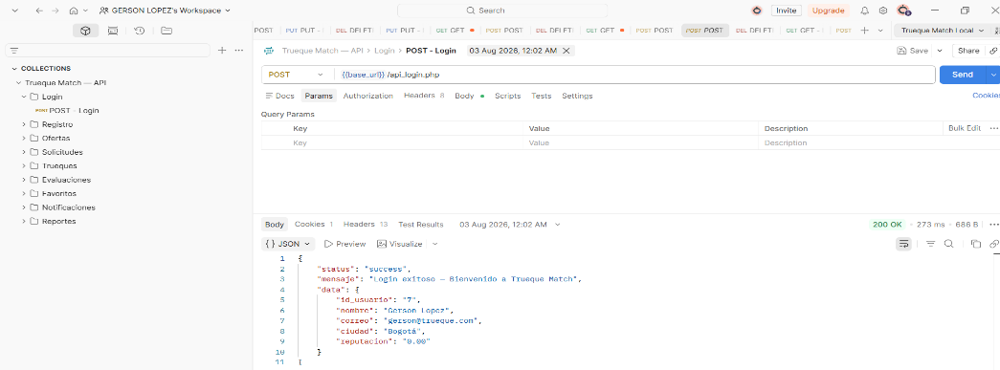 GERSON LOPEZ's Workspace Search Invite Upgrade
POST PUT PUT - DEL DELETI PUT PUT - GET GET POST POST DEL DELETI GET GET POST POST POST POST DEL DELETI GET GET - POST Trueque Match Local
Trueque Match — API > Login > POST - Login 03 Aug 2026, 12:02 AM Save Share
COLLECTIONS
Trueque Match — API
Login
POST POST - Login
Registro
Ofertas
Solicitudes
Trueques
Evaluaciones
Favoritos
Notificaciones
Reportes
POST {{base_url}} /api_login.php Send
Docs Params Authorization Headers 8 Body Scripts Tests Settings Cookies
Query Params
Key Value Description Bulk Edit
Key Value Description
Body Cookies 1 Headers 13 Test Results 03 Aug 2026, 12:02 AM 200 OK 273 ms 686 B
{ } JSON Preview Visualize
1 {
2 "status": "success",
3 "mensaje": "Login exitoso — Bienvenido a Trueque Match",
4 "data": {
5 "id_usuario": "7",
6 "nombre": "Gerson Lopez",
7 "correo": "gerson@trueque.com",
8 "ciudad": "Bogotá",
9 "reputacion": "0.00"
10 }
11